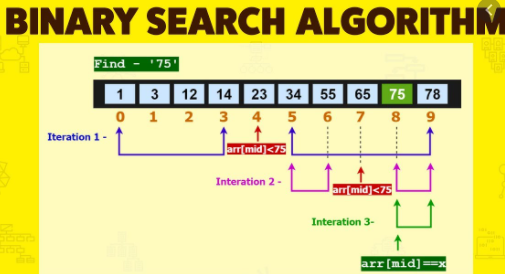 BINARY SEARCH ALGORITHM
Find - '75'
1 3 12 14 23 34 55 65 75 78
0 1 2 3 4 5 6 7 8 9
Iteration 1 -
arr[mid]<75
Interation 2 -
arr[mid]<75
Interation 3-
arr[mid]==x